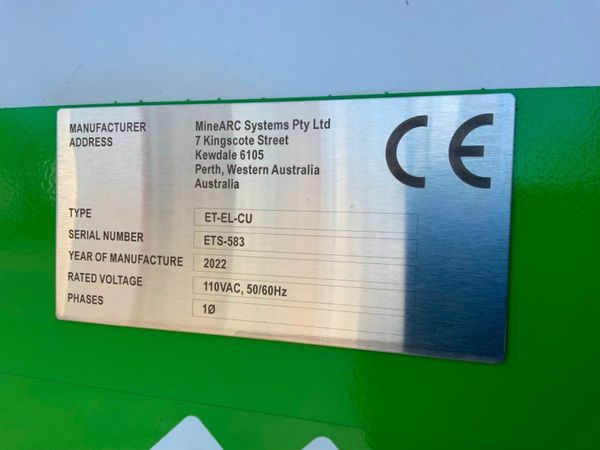 MANUFACTURER MineARC Systems Pty Ltd
ADDRESS 7 Kingscote Street
Kewdale 6105
Perth, Western Australia
Australia
CE
TYPE ET-EL-CU
SERIAL NUMBER ETS-583
YEAR OF MANUFACTURE 2022
RATED VOLTAGE 110VAC, 50/60Hz
PHASES 1Ø